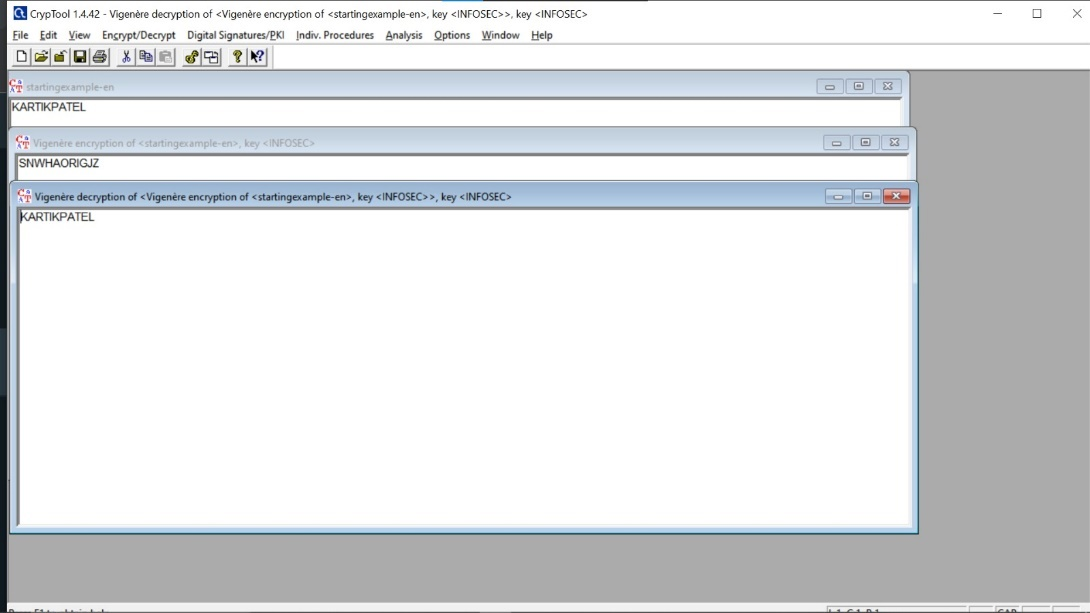 CrypTool 1.4.42 - Vigenère decryption of <Vigenère encryption of <startingexample-en>, key <INFOSEC>>, key <INFOSEC>
File Edit View Encrypt/Decrypt Digital Signatures/PKI Indiv. Procedures Analysis Options Window Help
startingexample-en
KARTIKPATEL
Vigenère encryption of <startingexample-en>, key <INFOSEC>
SNWHAORIGJZ
Vigenère decryption of <Vigenère encryption of <startingexample-en>, key <INFOSEC>>, key <INFOSEC>
KARTIKPATEL